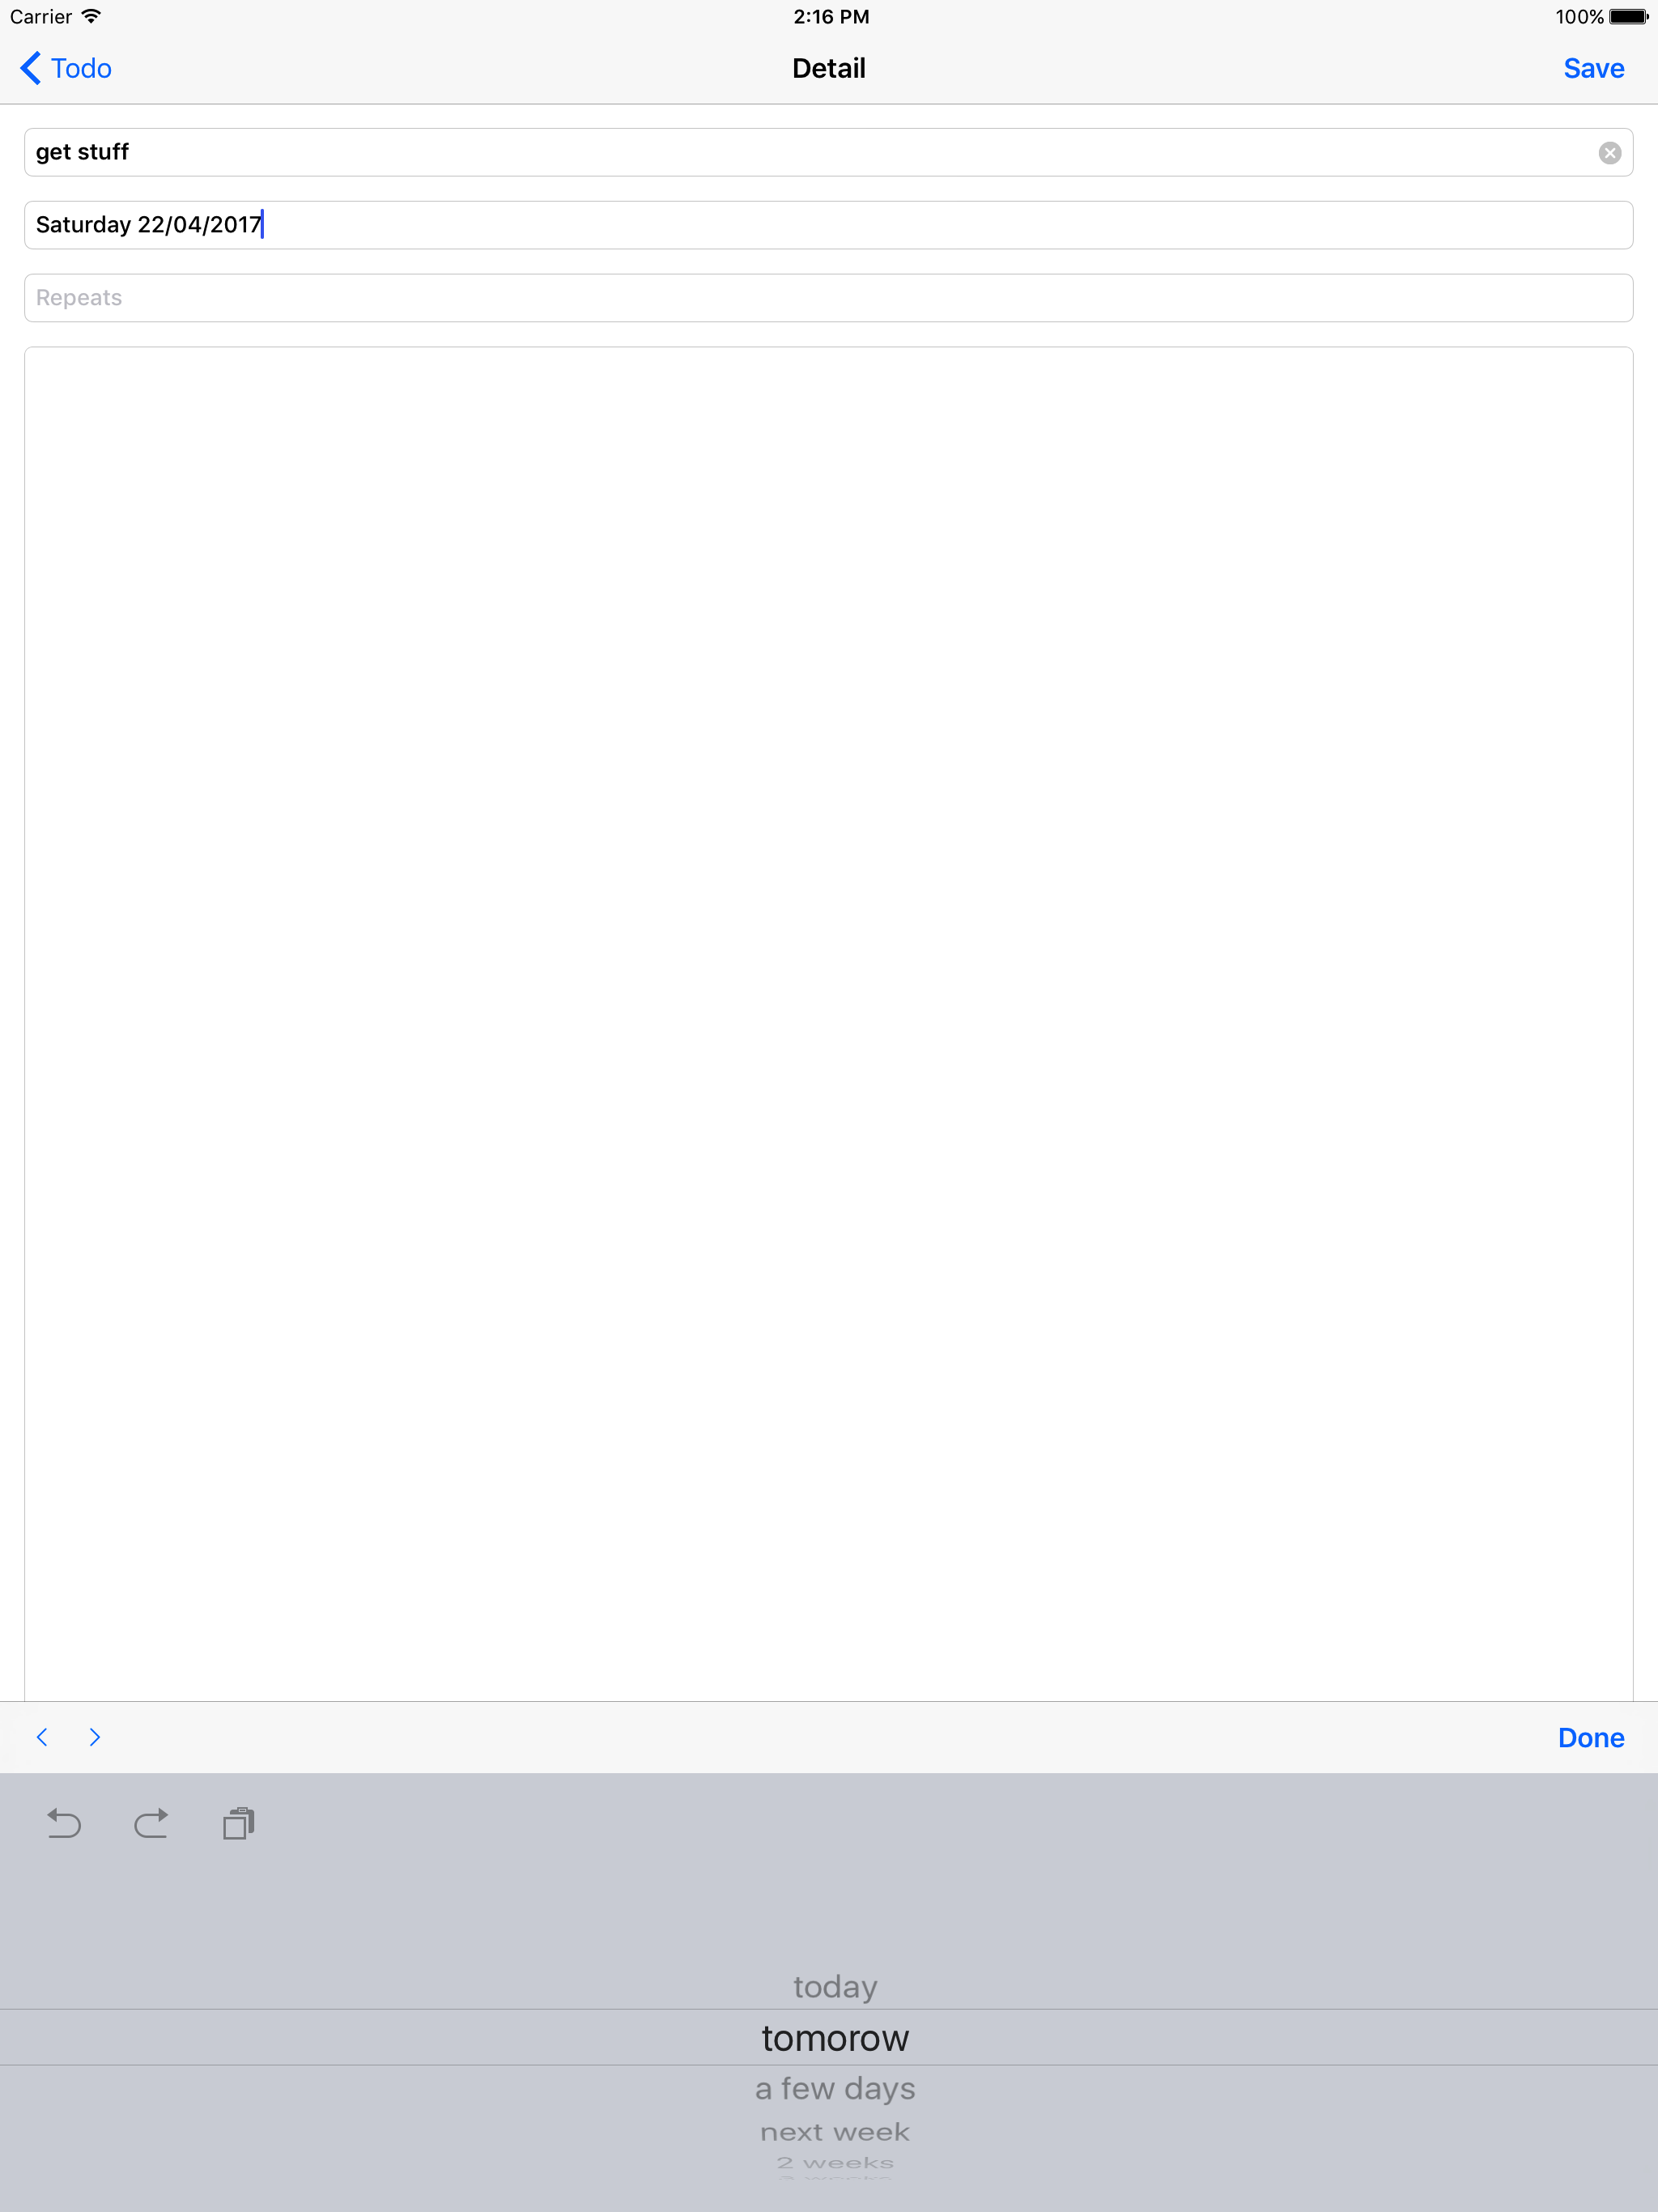 Carrier 2:16 PM 100%
Todo Detail Save
get stuff
Saturday 22/04/2017
Repeats
Done
today
tomorow
a few days
next week
2 weeks